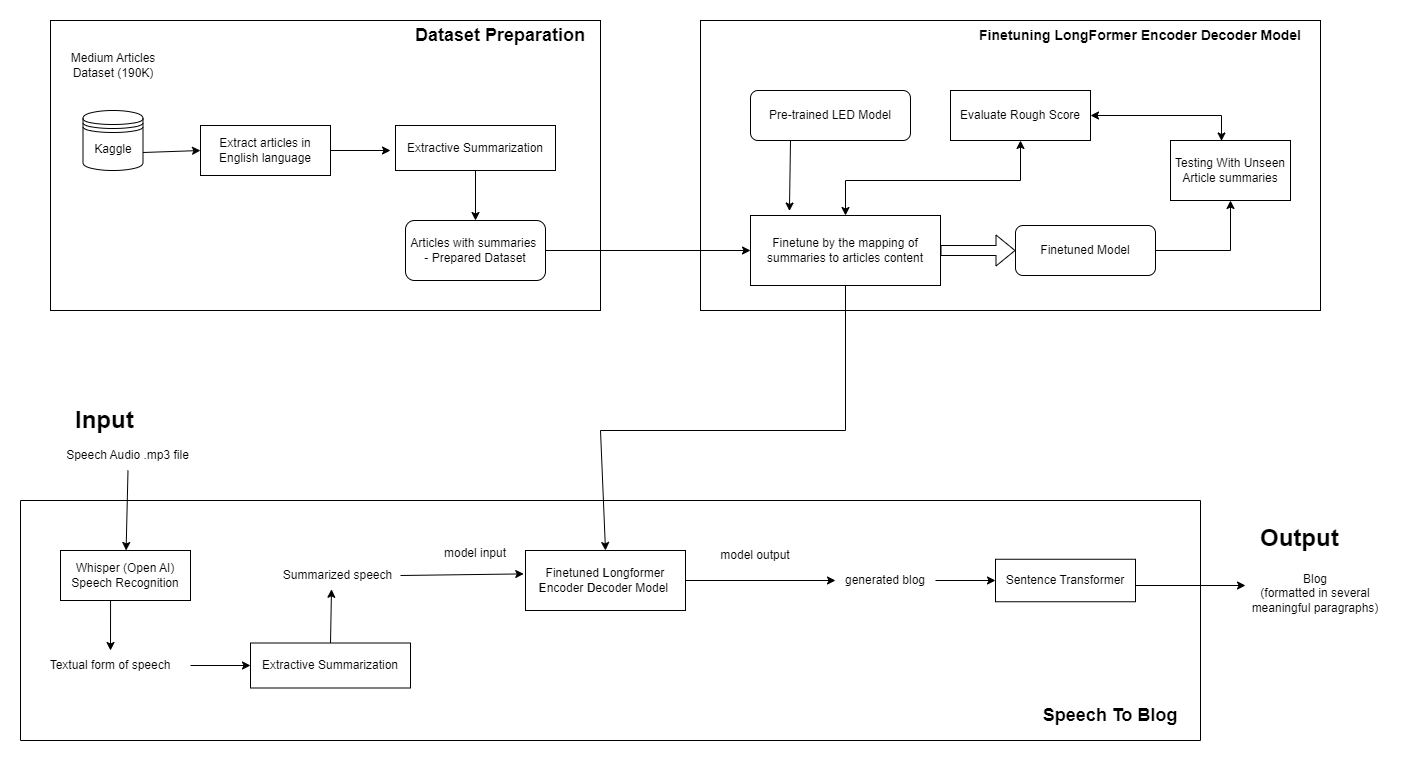 Dataset Preparation
Medium Articles
Dataset (190K)
Kaggle
Extract articles in
English language
Extractive Summarization
Articles with summaries
- Prepared Dataset
Finetuning LongFormer Encoder Decoder Model
Pre-trained LED Model
Evaluate Rough Score
Testing With Unseen
Article summaries
Finetune by the mapping of
summaries to articles content
Finetuned Model
Input
Speech Audio .mp3 file
Whisper (Open AI)
Speech Recognition
Textual form of speech
Extractive Summarization
Summarized speech
model input
Finetuned Longformer
Encoder Decoder Model
model output
generated blog
Sentence Transformer
Output
Blog
(formatted in several
meaningful paragraphs)
Speech To Blog